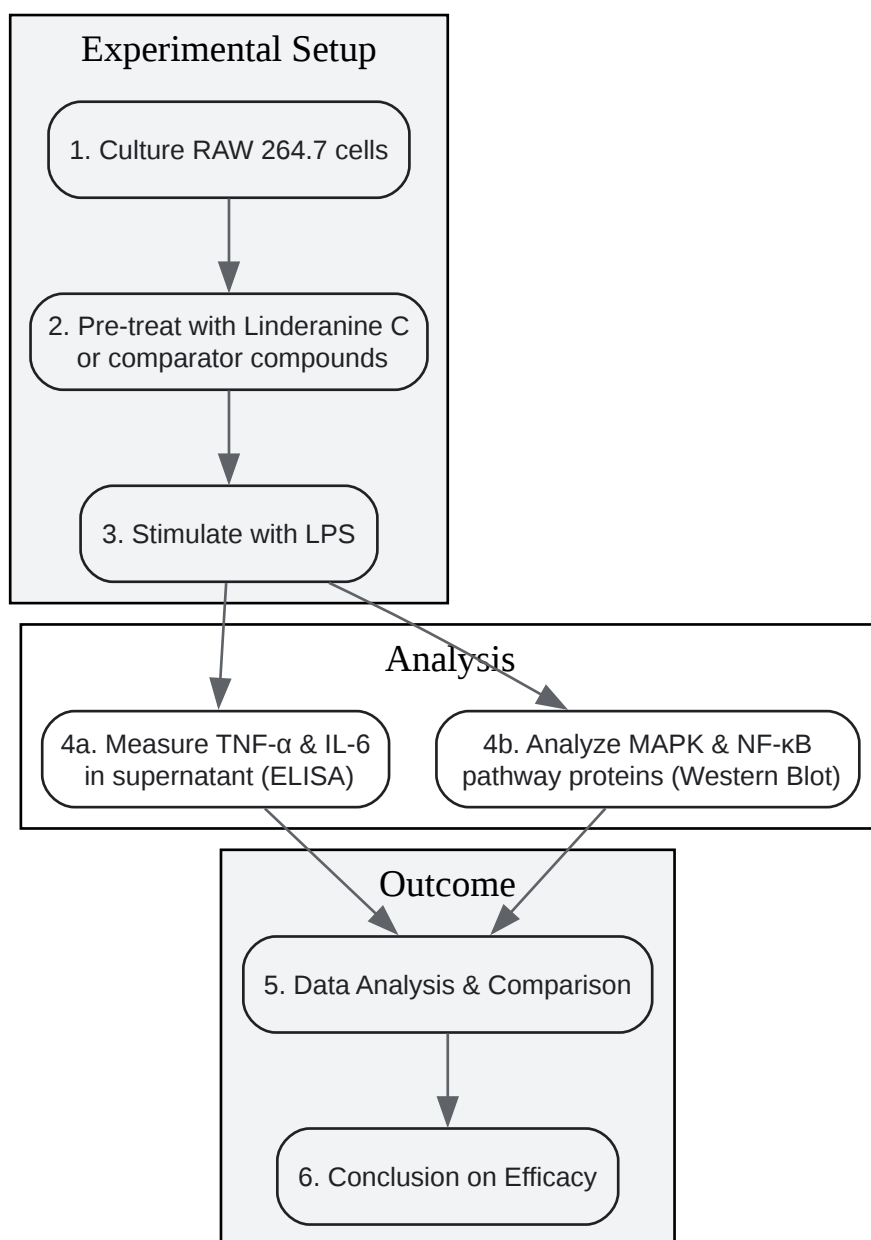 Experimental Setup
1. Culture RAW 264.7 cells
2. Pre-treat with Linderanine C
or comparator compounds
3. Stimulate with LPS
Analysis
4a. Measure TNF-α & IL-6
in supernatant (ELISA)
4b. Analyze MAPK & NF-κB
pathway proteins (Western Blot)
Outcome
5. Data Analysis & Comparison
6. Conclusion on Efficacy